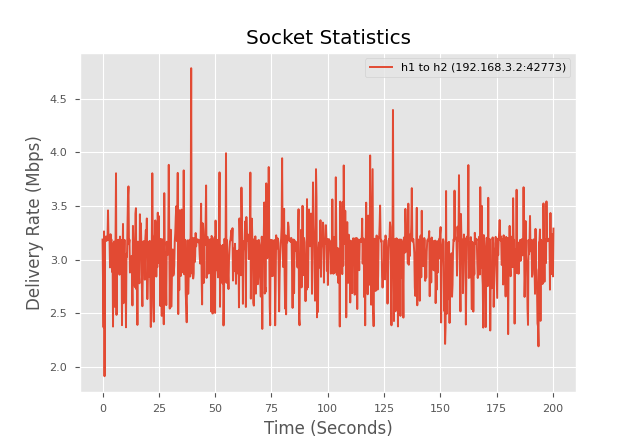 Socket Statistics
h1 to h2 (192.168.3.2:42773)
Delivery Rate (Mbps)
4.5
4.0
3.5
3.0
2.5
2.0
0 25 50 75 100 125 150 175 200
Time (Seconds)